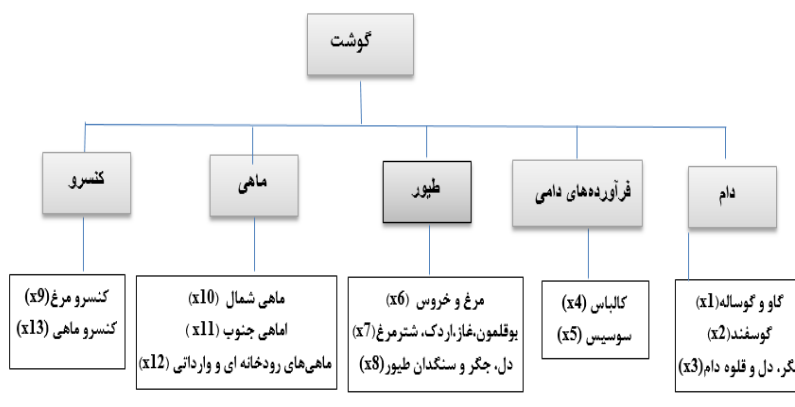 گوشت
دام
فرآورده‌های دامی
طیور
ماهی
کنسرو
گاو و گوساله(x1)
گوسفند(x2)
گر، دل و قلوه دام(x3)
کالباس (x4)
سوسیس (x5)
مرغ و خروس (x6)
بوقلمون،غاز،اردک، شترمرغ(x7)
دل، جگر و سنگدان طیور(x8)
ماهی شمال (x10)
اماهی جنوب (x11)
ماهی‌های رودخانه ای و وارداتی (x12)
کنسرو مرغ(x9)
کنسرو ماهی (x13)